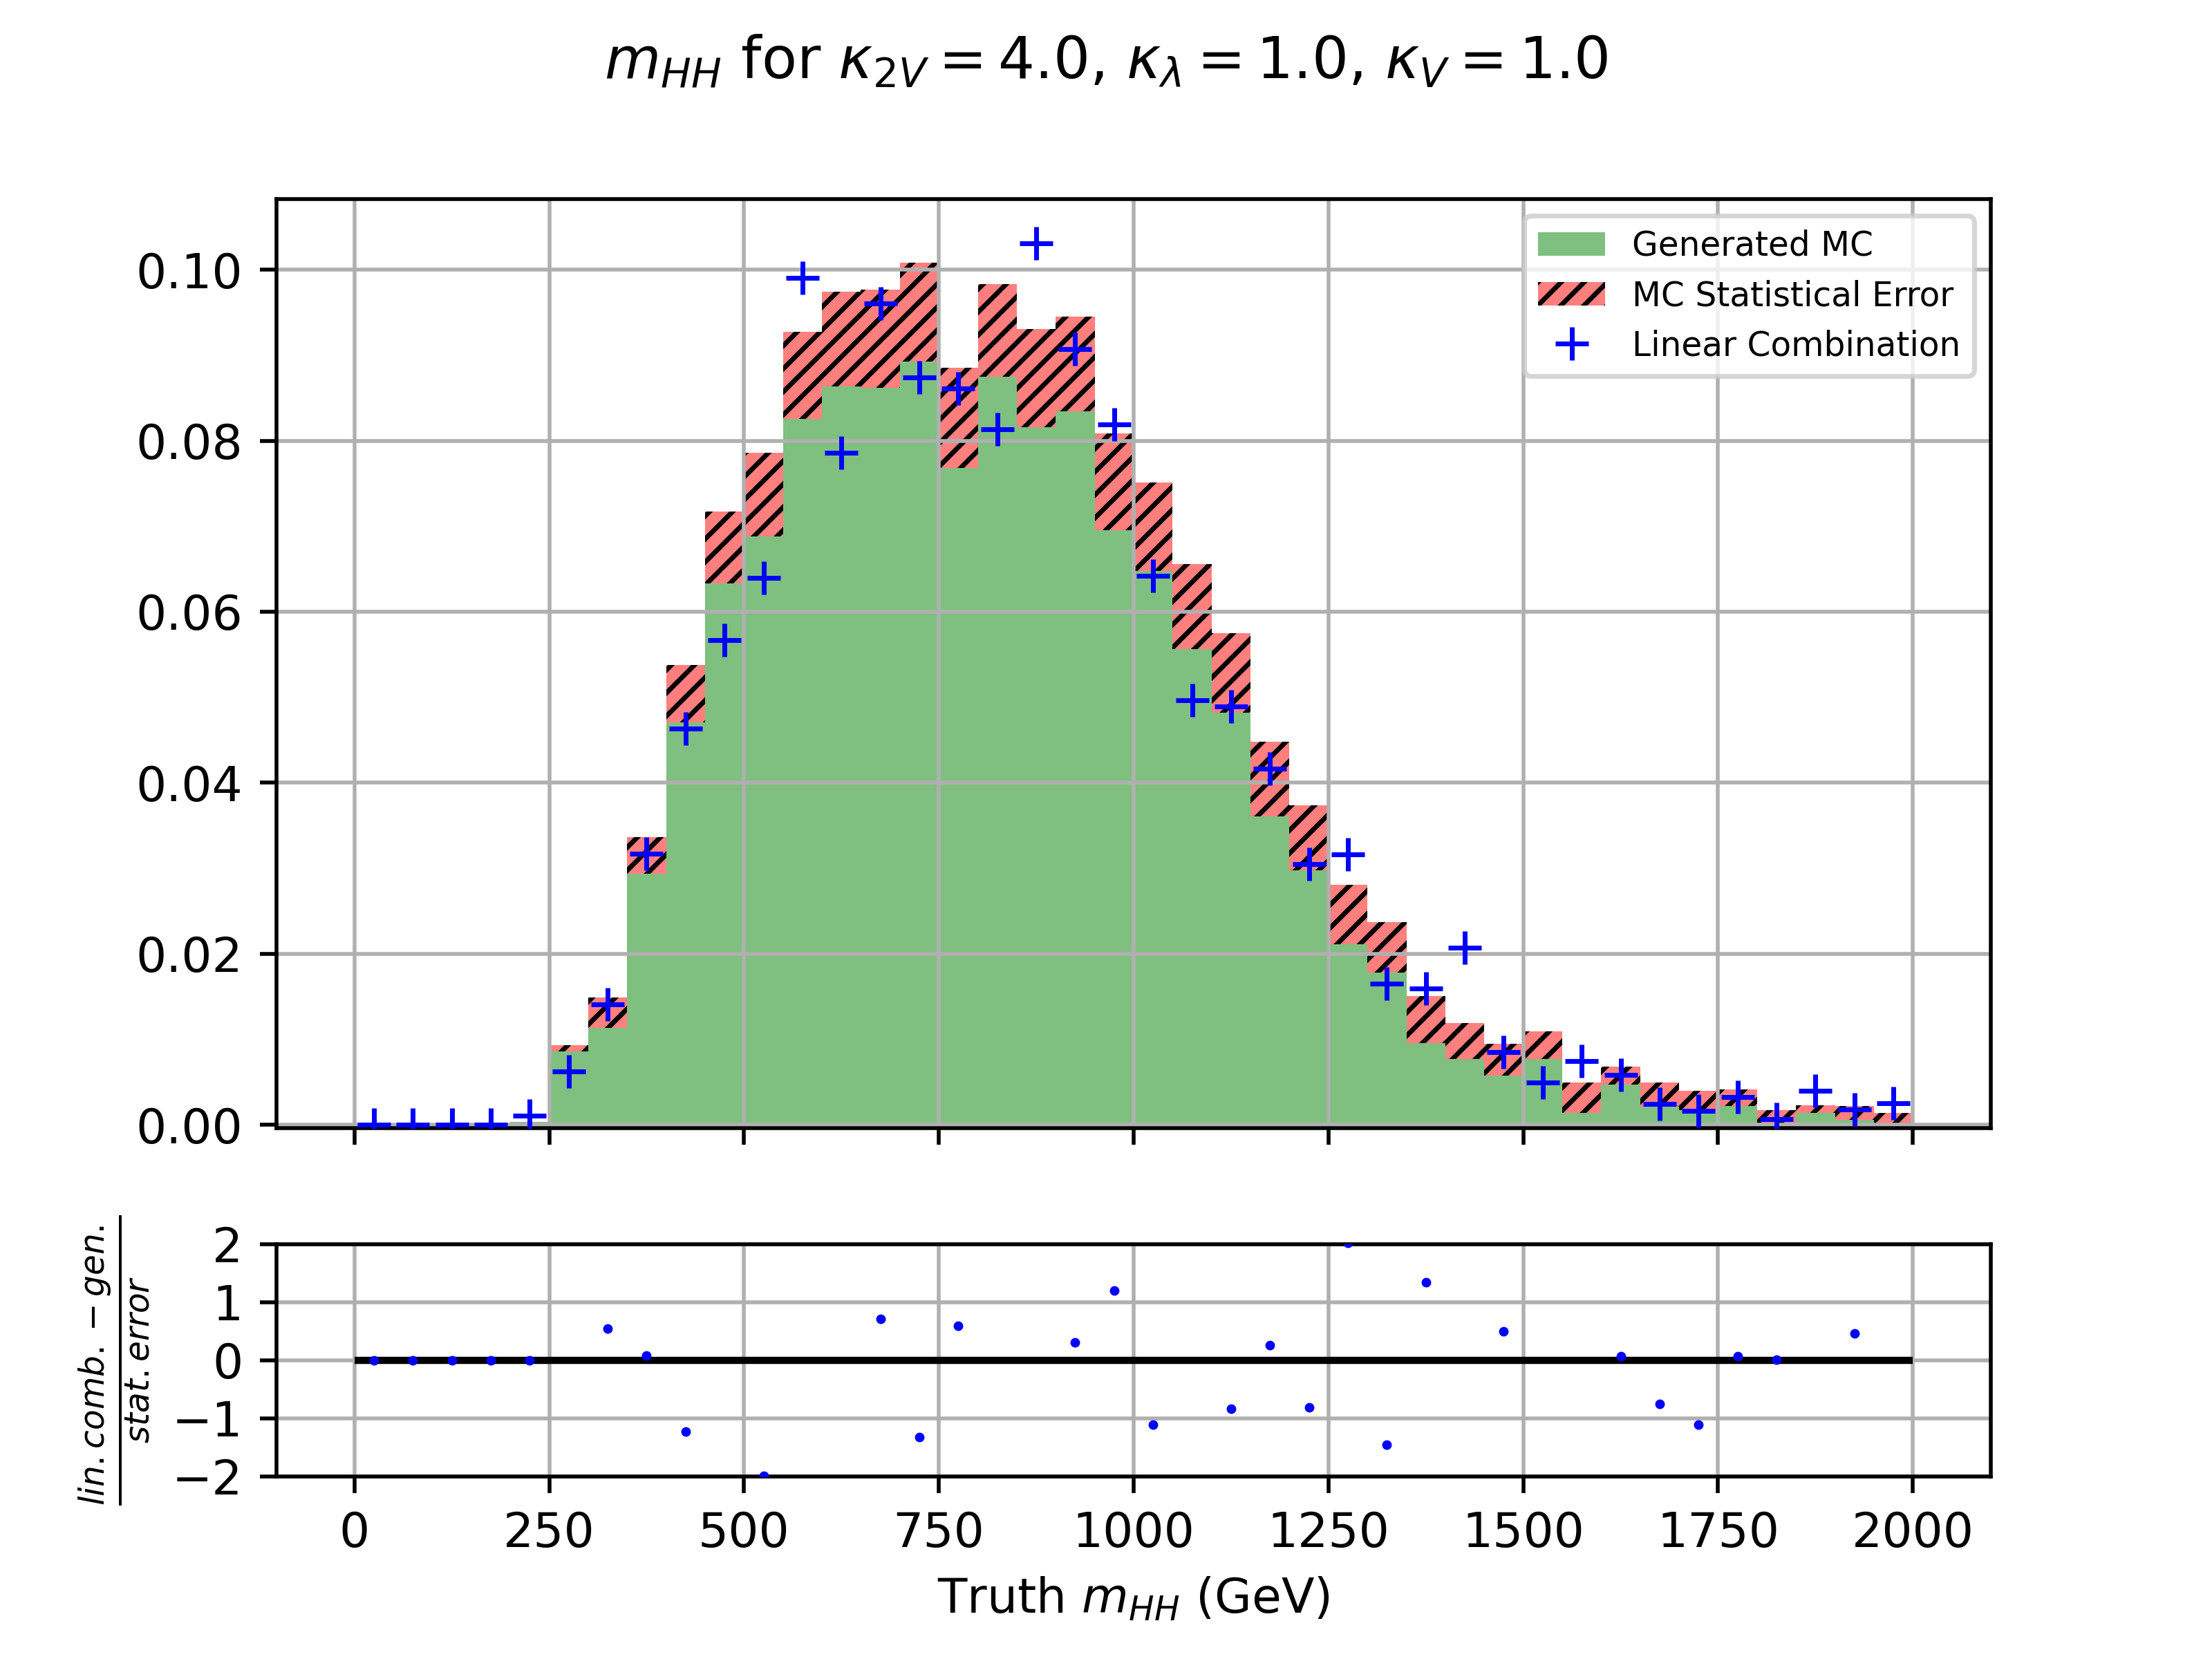 m_HH for κ_2V = 4.0, κ_λ = 1.0, κ_V = 1.0
Generated MC
MC Statistical Error
Linear Combination
0.10
0.08
0.06
0.04
0.02
0.00
lin. comb. − gen.
stat. error
2
1
0
−1
−2
0 250 500 750 1000 1250 1500 1750 2000
Truth m_HH (GeV)